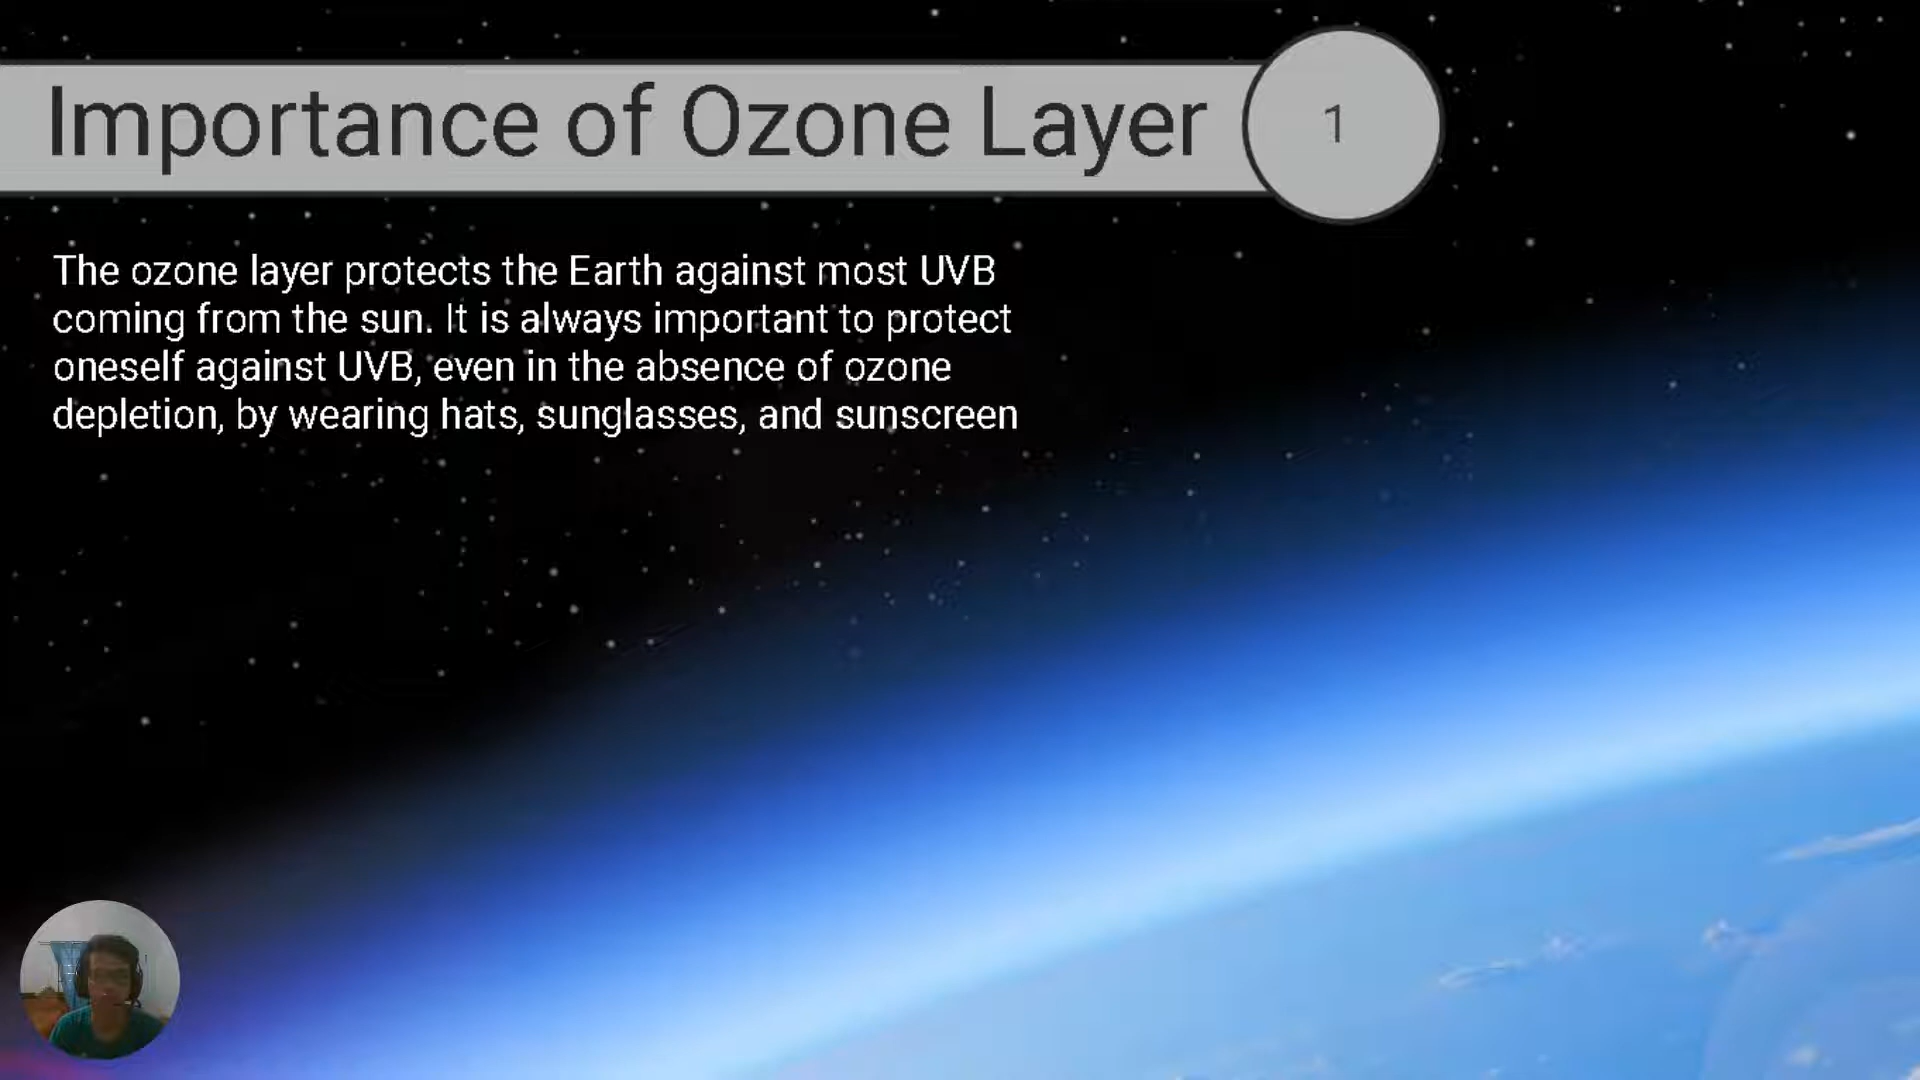 Importance of Ozone Layer
1
The ozone layer protects the Earth against most UVB
coming from the sun. It is always important to protect
oneself against UVB, even in the absence of ozone
depletion, by wearing hats, sunglasses, and sunscreen